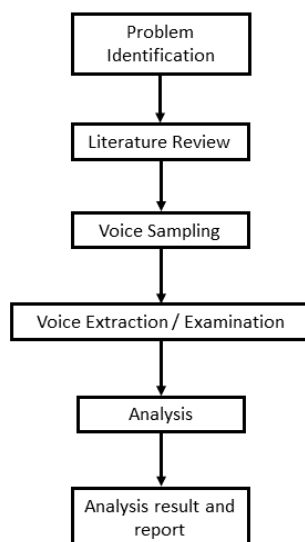 Problem
Identification
Literature Review
Voice Sampling
Voice Extraction / Examination
Analysis
Analysis result and
report